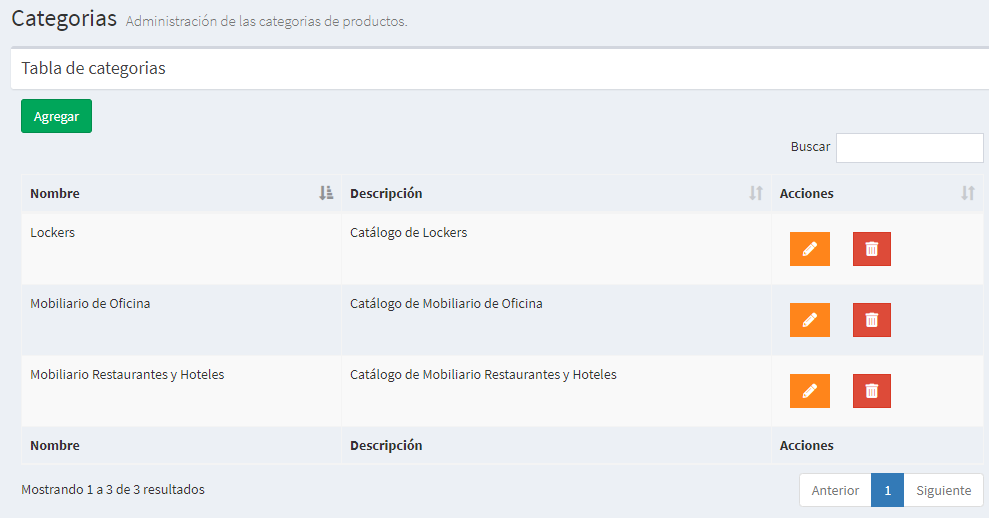 Categorias Administración de las categorias de productos.
Tabla de categorias
Agregar
Buscar
Nombre Descripción Acciones
Lockers Catálogo de Lockers
Mobiliario de Oficina Catálogo de Mobiliario de Oficina
Mobiliario Restaurantes y Hoteles Catálogo de Mobiliario Restaurantes y Hoteles
Nombre Descripción Acciones
Mostrando 1 a 3 de 3 resultados Anterior 1 Siguiente